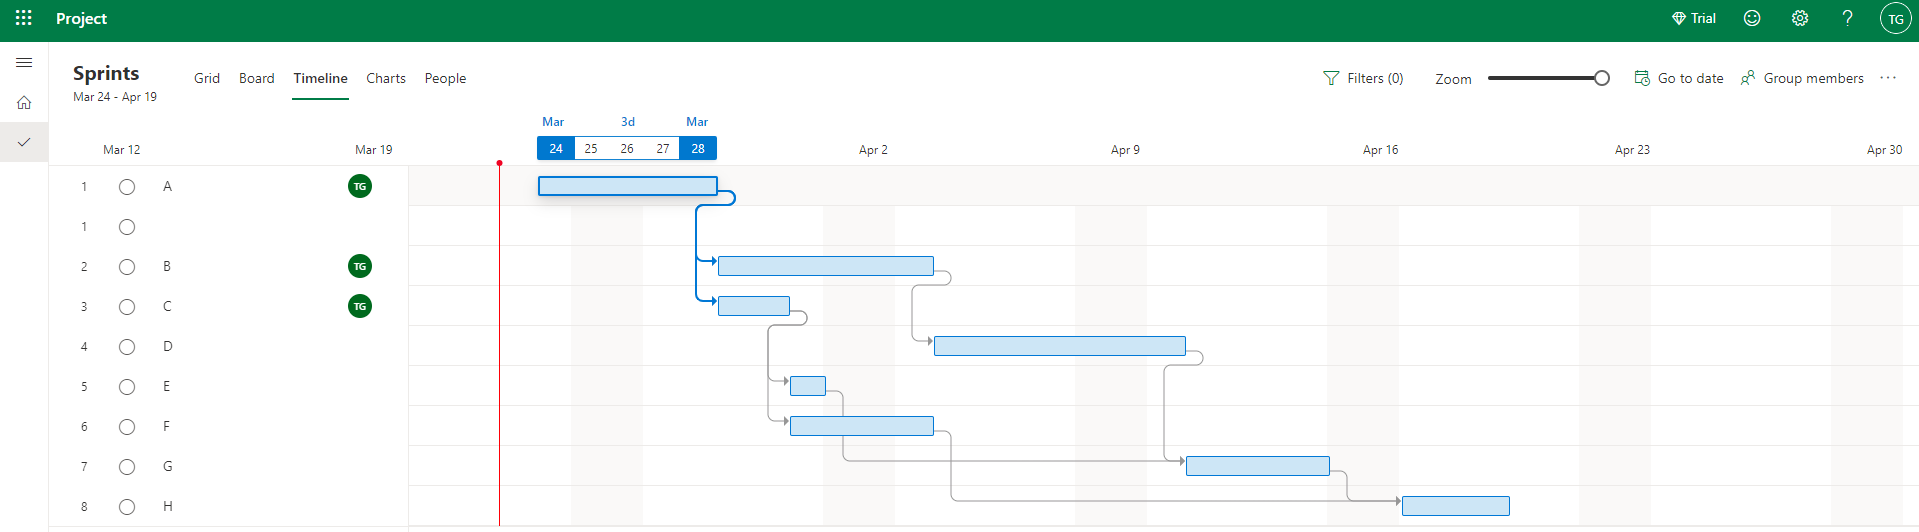 Project
Trial
TG
Sprints
Mar 24 - Apr 19
Grid Board Timeline Charts People
Filters (0) Zoom Go to date Group members
Mar 3d Mar
24 25 26 27 28
Mar 12 Mar 19 Apr 2 Apr 9 Apr 16 Apr 23 Apr 30
1 A TG
1
2 B TG
3 C TG
4 D
5 E
6 F
7 G
8 H